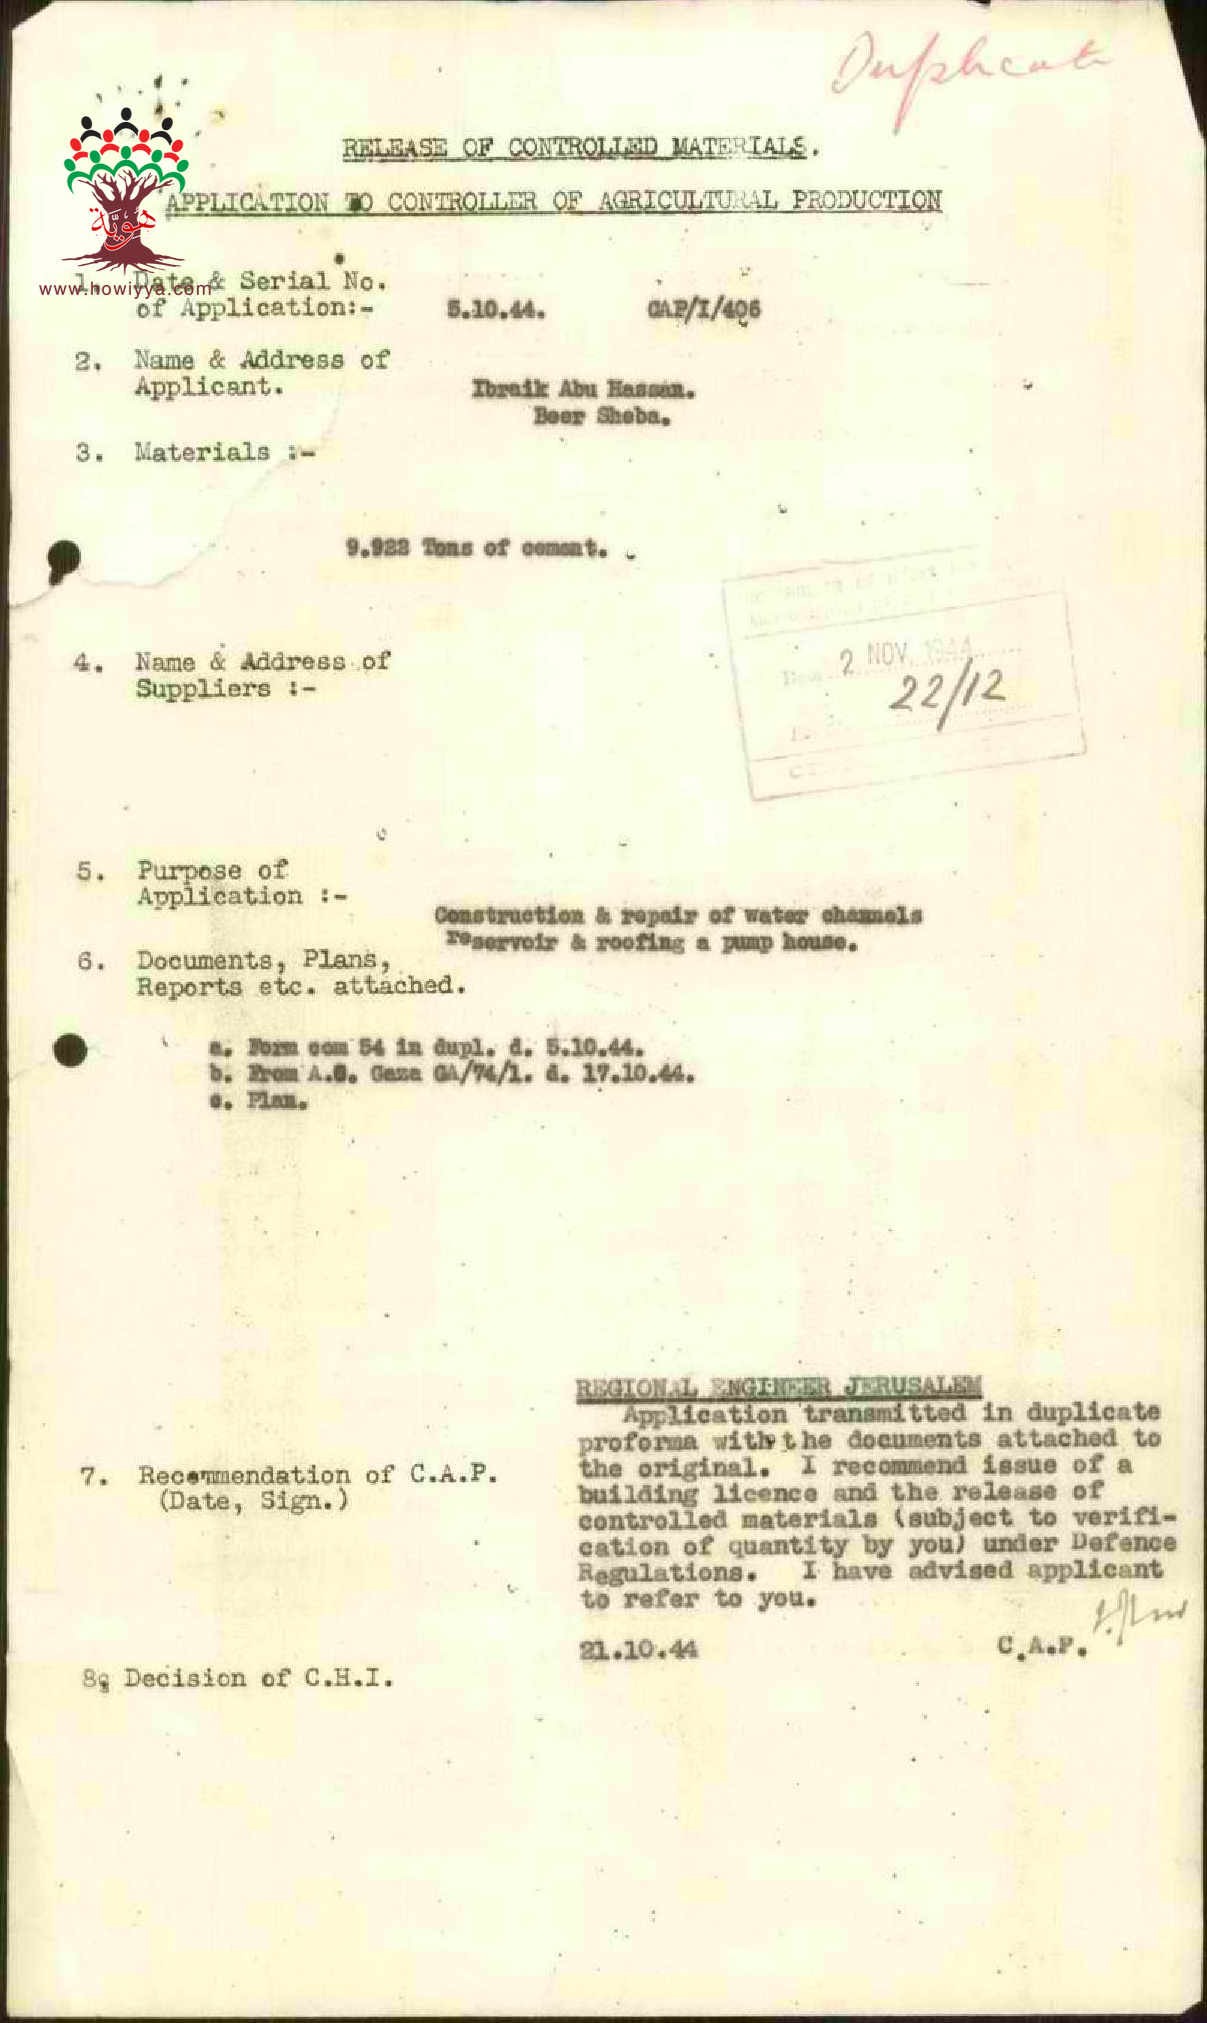 Duplicate
RELEASE OF CONTROLLED MATERIALS.
APPLICATION TO CONTROLLER OF AGRICULTURAL PRODUCTION
هويّة
www.howiyya.com
1. Date & Serial No.
of Application:- 5.10.44. CAP/I/406
2. Name & Address of
Applicant. Ibraik Abu Hassan.
Beer Sheba.
3. Materials :-
9.922 Tons of cement.
2 NOV. 1944
22/12
4. Name & Address of
Suppliers :-
5. Purpose of
Application :-
Construction & repair of water channels
reservoir & roofing a pump house.
6. Documents, Plans,
Reports etc. attached.
a. Form com 54 in dupl. d. 5.10.44.
b. From A.O. Gaza GA/74/1. d. 17.10.44.
c. Plan.
REGIONAL ENGINEER JERUSALEM
Application transmitted in duplicate
proforma with the documents attached to
the original. I recommend issue of a
building licence and the release of
controlled materials (subject to verifi-
cation of quantity by you) under Defence
Regulations. I have advised applicant
to refer to you.
7. Recommendation of C.A.P.
(Date, Sign.)
21.10.44 C.A.P.
8. Decision of C.H.I.